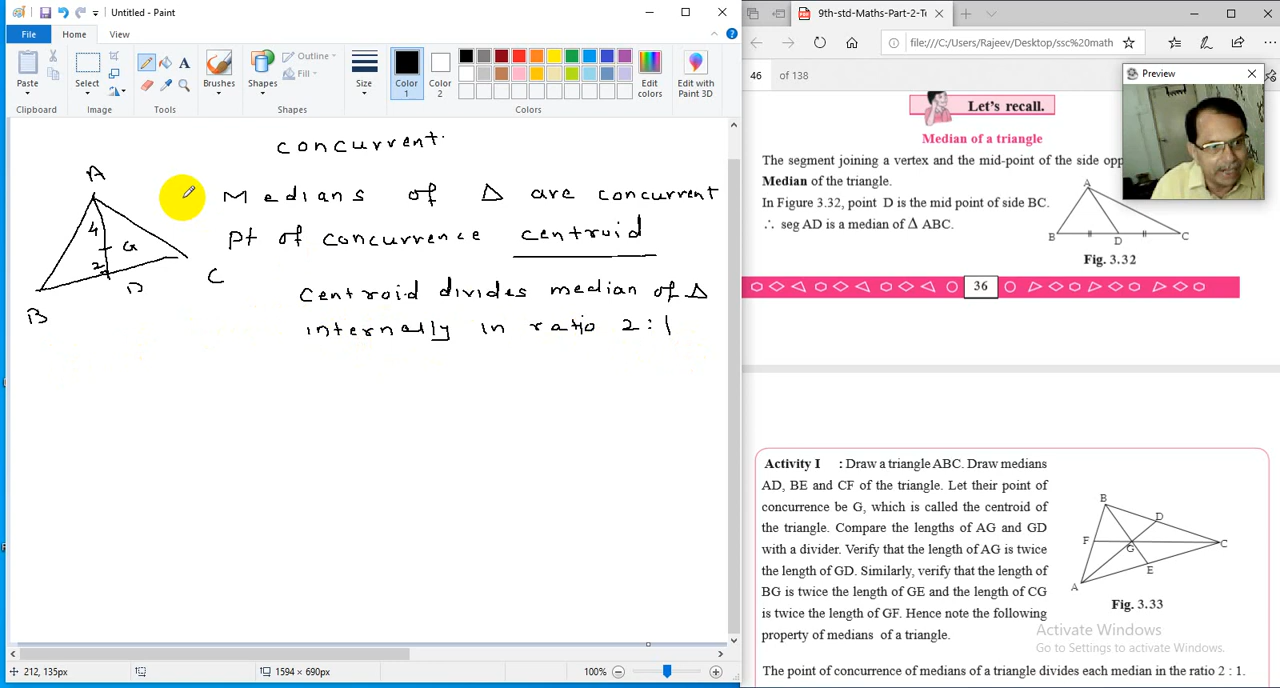 Untitled - Paint
File
Home
View
Paste
Select
Brushes
Shapes
Outline
Fill
Size
Color 1
Color 2
Edit colors
Edit with Paint 3D
Clipboard
Image
Tools
Shapes
Colors
concurrent.
A
Medians of Δ are concurrent
Pt of concurrence centroid
4
G
2
B
D
C
centroid divides median of Δ
internally in ratio 2:1
212, 135px
1594 × 690px
100%
9th-std-Maths-Part-2-Te
file:///C:/Users/Rajeev/Desktop/ssc%20math
46 of 138
Preview
Let's recall.
Median of a triangle
The segment joining a vertex and the mid-point of the side opp
Median of the triangle.
In Figure 3.32, point D is the mid point of side BC.
∴ seg AD is a median of Δ ABC.
A
B
D
C
Fig. 3.32
36
Activity I : Draw a triangle ABC. Draw medians
AD, BE and CF of the triangle. Let their point of
concurrence be G, which is called the centroid of
the triangle. Compare the lengths of AG and GD
with a divider. Verify that the length of AG is twice
the length of GD. Similarly, verify that the length of
BG is twice the length of GE and the length of CG
is twice the length of GF. Hence note the following
property of medians of a triangle.
B
D
F
G
C
E
A
Fig. 3.33
Activate Windows
Go to Settings to activate Windows.
The point of concurrence of medians of a triangle divides each median in the ratio 2 : 1.